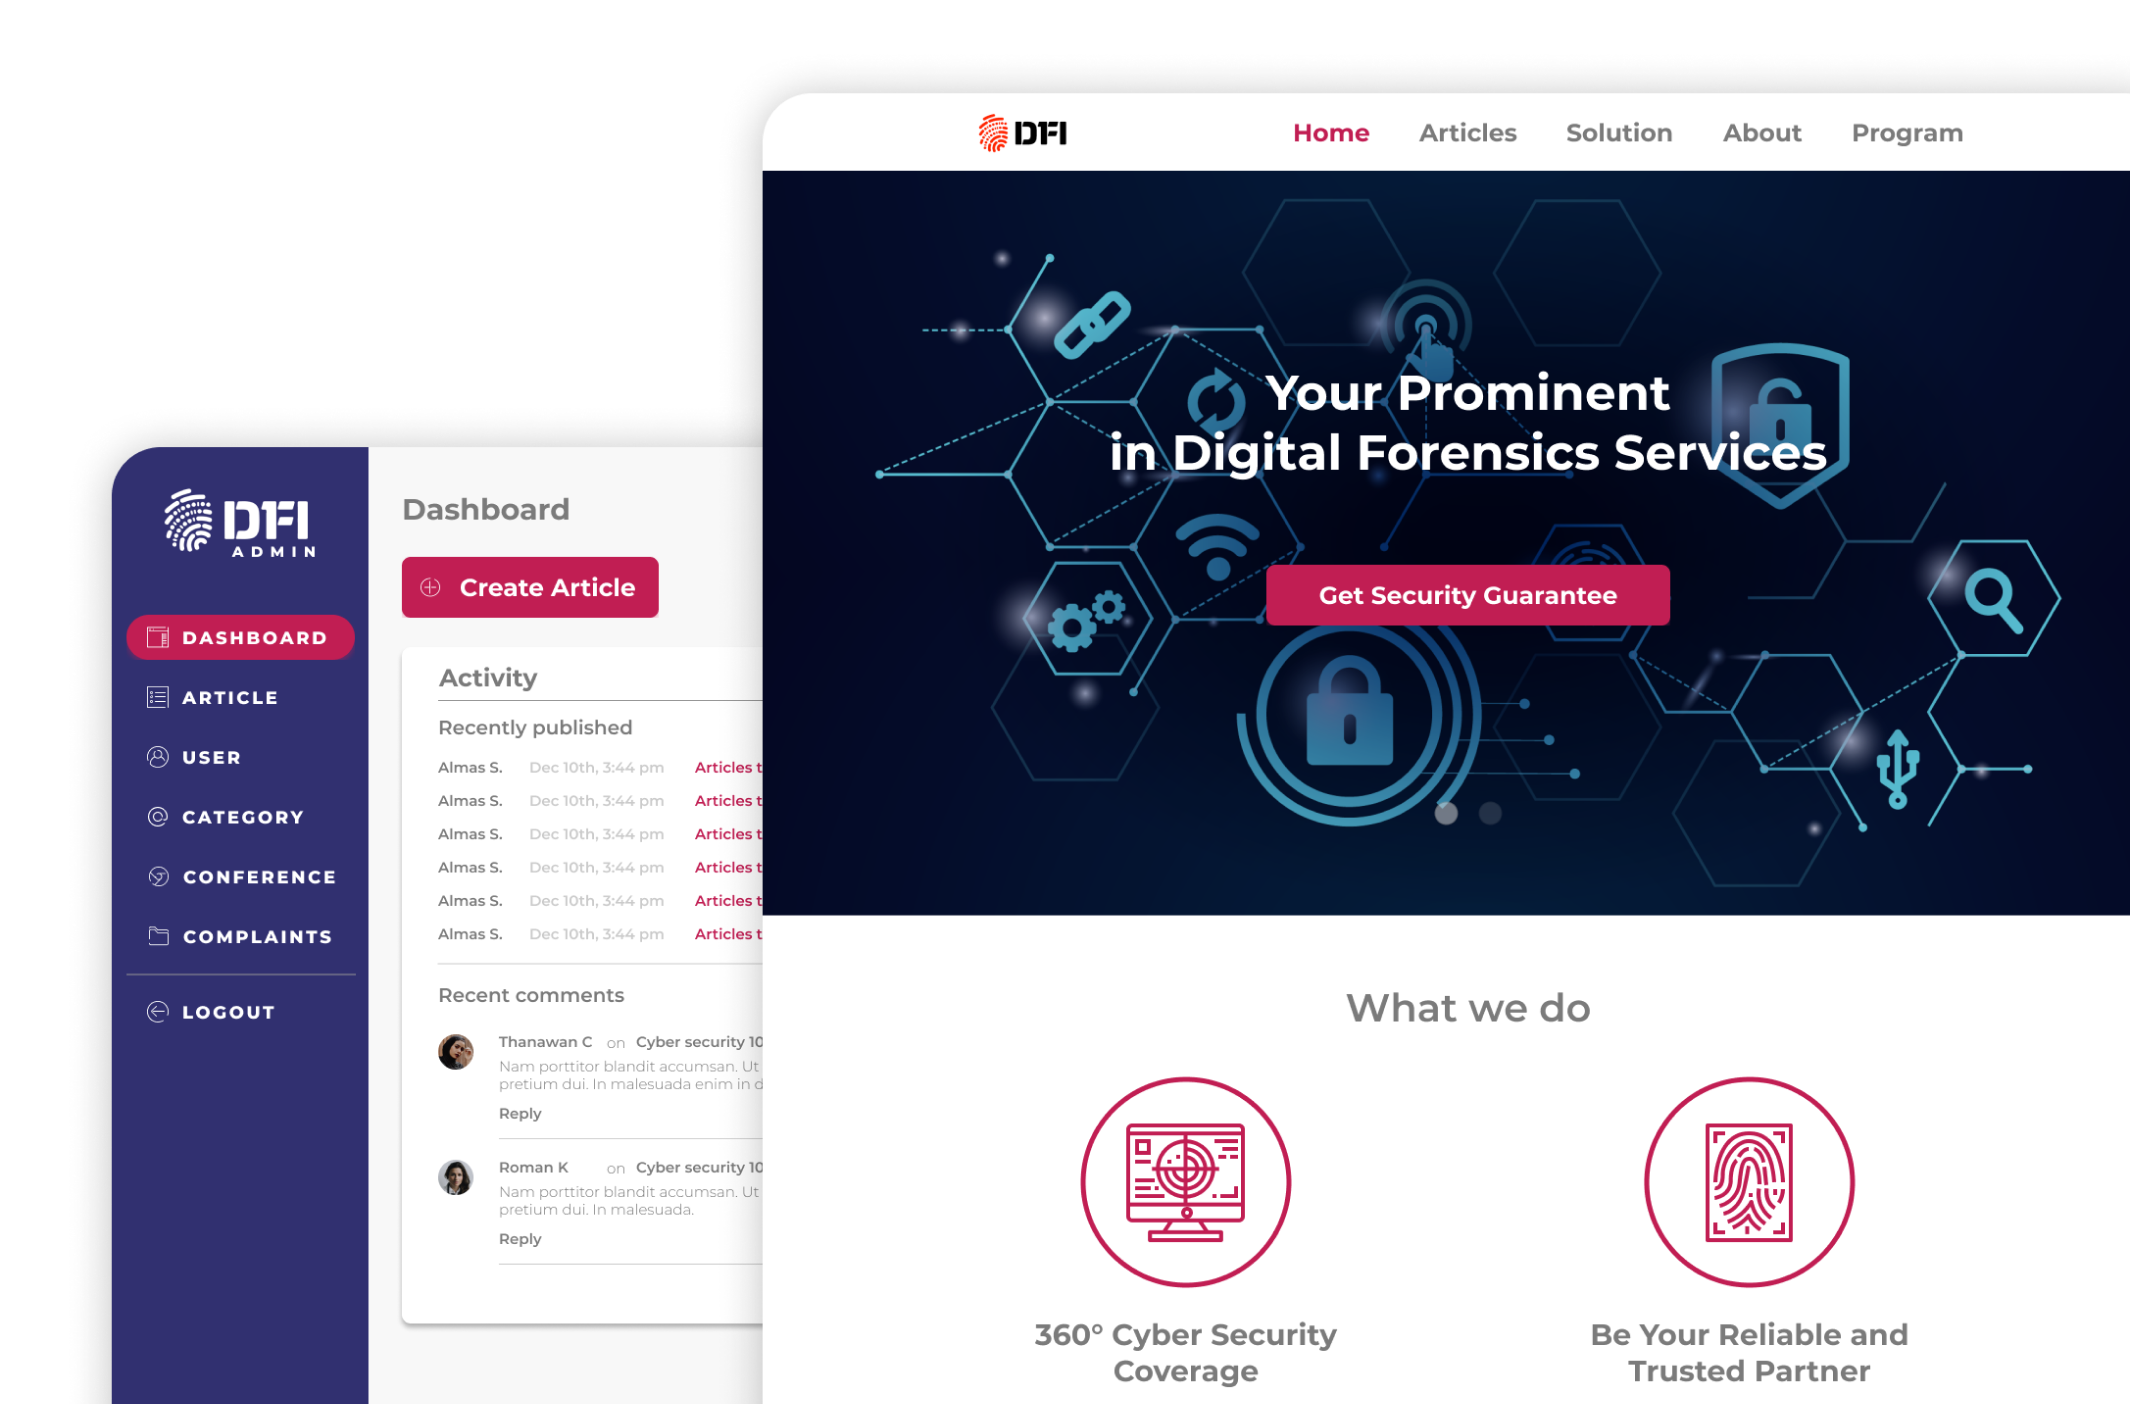 DFI
Home Articles Solution About Program
Your Prominent
in Digital Forensics Services
Get Security Guarantee
What we do
360° Cyber Security
Coverage
Be Your Reliable and
Trusted Partner
DFI
ADMIN
DASHBOARD
ARTICLE
USER
CATEGORY
CONFERENCE
COMPLAINTS
LOGOUT
Dashboard
Create Article
Activity
Recently published
Almas S. Dec 10th, 3:44 pm Articles
Almas S. Dec 10th, 3:44 pm Articles
Almas S. Dec 10th, 3:44 pm Articles
Almas S. Dec 10th, 3:44 pm Articles
Almas S. Dec 10th, 3:44 pm Articles
Almas S. Dec 10th, 3:44 pm Articles
Recent comments
Thanawan C on Cyber security 10
Nam porttitor blandit accumsan. Ut
pretium dui. In malesuada enim in
Reply
Roman K on Cyber security 10
Nam porttitor blandit accumsan. Ut
pretium dui. In malesuada.
Reply